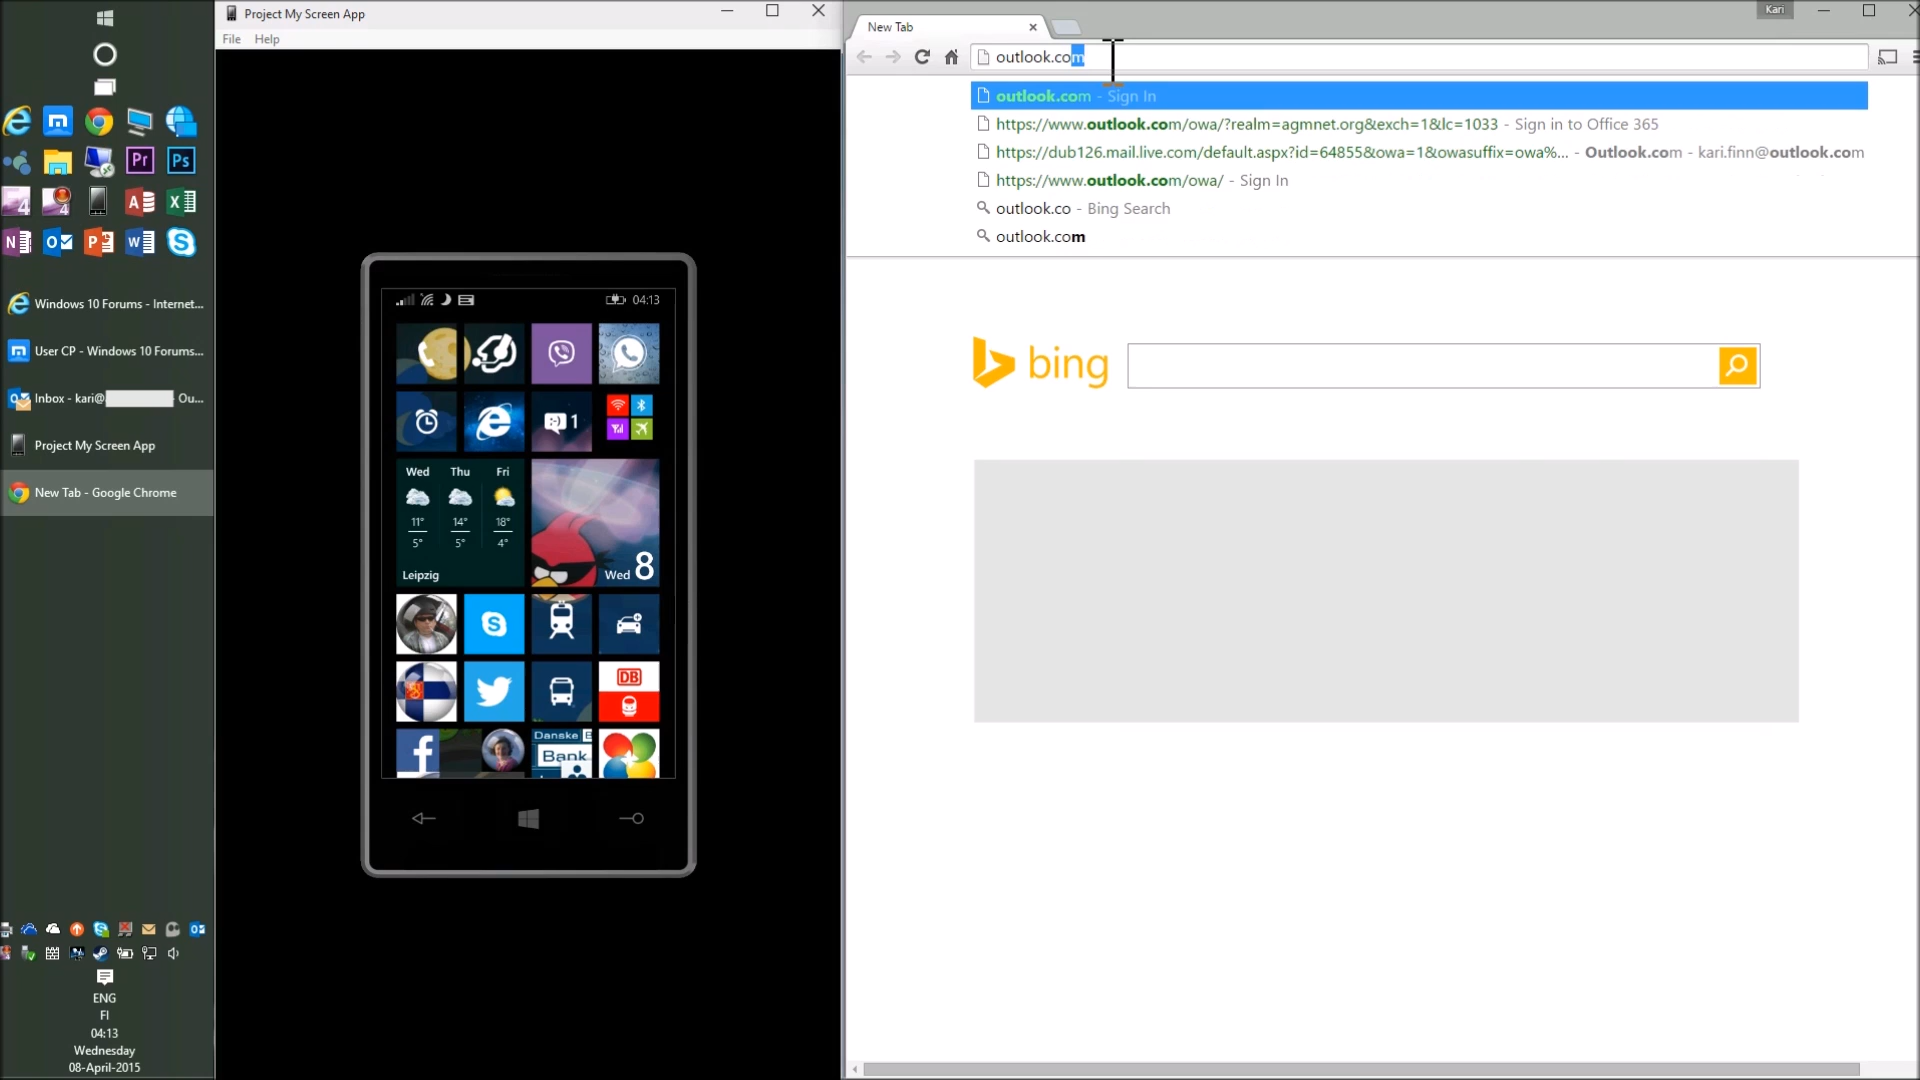 Pr
Ps
4
4
A
X
N
O
P
W
S
Windows 10 Forums - Internet...
User CP - Windows 10 Forums...
Inbox - kari@ Ou...
Project My Screen App
New Tab - Google Chrome
ENG
FI
04:13
Wednesday
08-April-2015
Project My Screen App
File Help
04:13
1
Wed Thu Fri
11° 14° 18°
5° 5° 4°
Leipzig
Wed 8
DB
Danske B
Bank
Kari
New Tab
outlook.com
outlook.com - Sign In
https://www.outlook.com/owa/?realm=agmnet.org&exch=1&lc=1033 - Sign in to Office 365
https://dub126.mail.live.com/default.aspx?id=64855&owa=1&owasuffix=owa%... - Outlook.com - kari.finn@outlook.com
https://www.outlook.com/owa/ - Sign In
outlook.co - Bing Search
outlook.com
bing